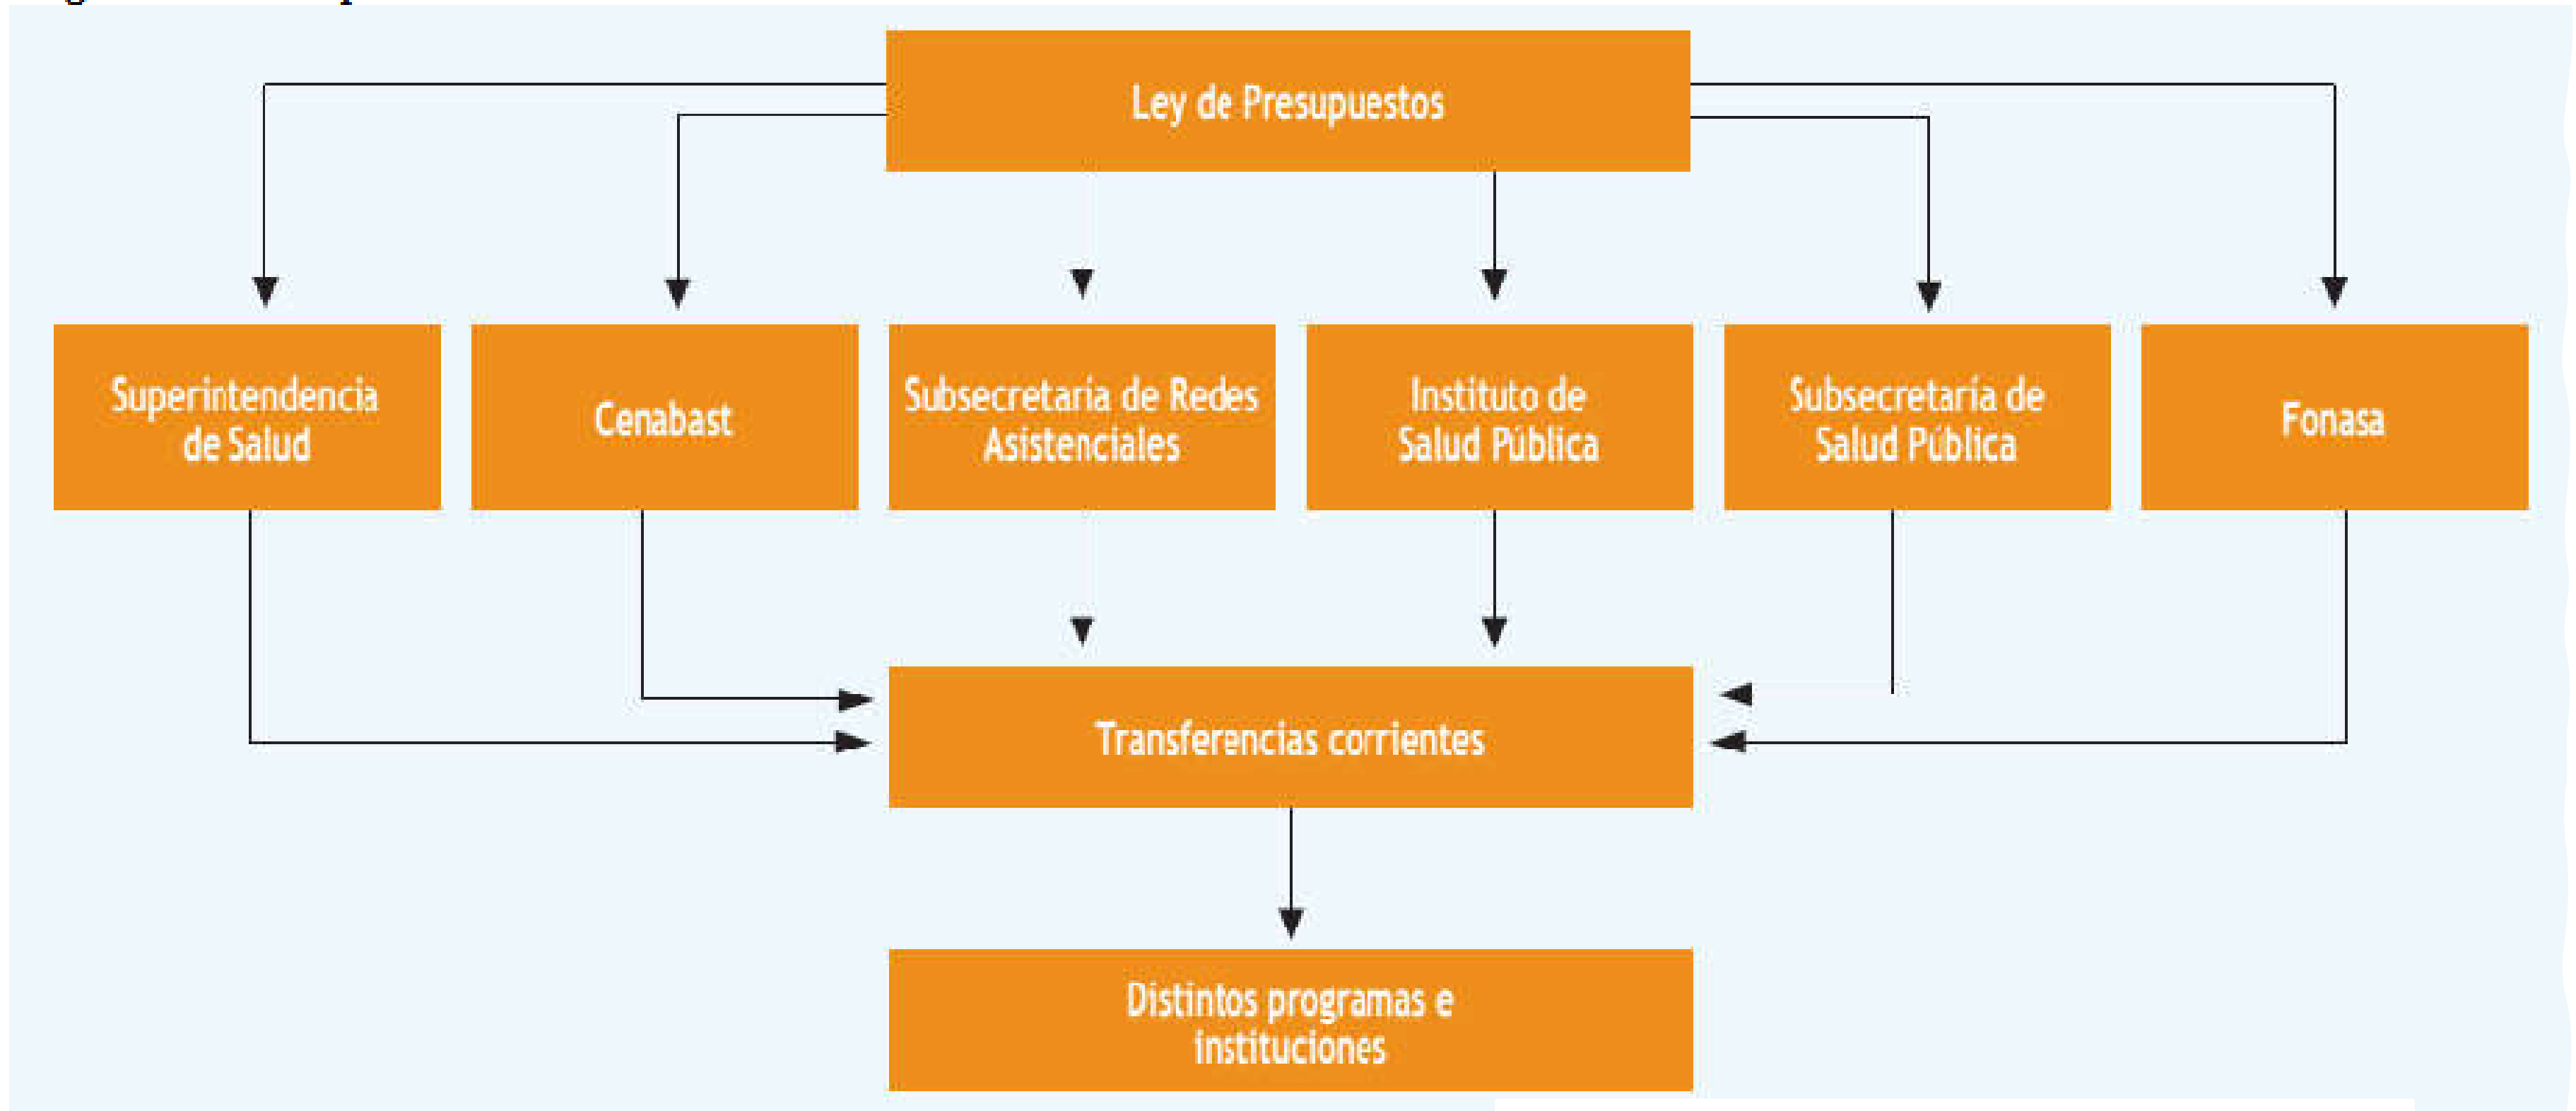 Ley de Presupuestos
Superintendencia
de Salud
Cenabast
Subsecretaría de Redes
Asistenciales
Instituto de
Salud Pública
Subsecretaría de
Salud Pública
Fonasa
Transferencias corrientes
Distintos programas e
instituciones